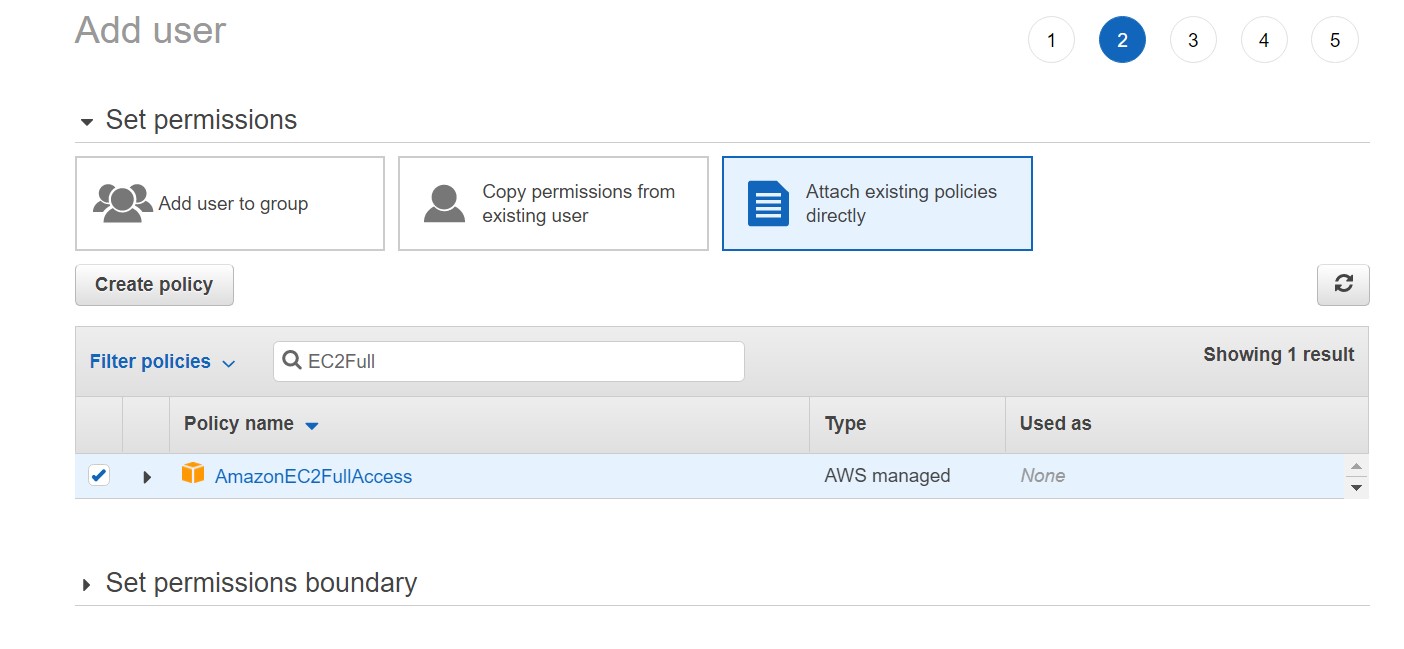 Add user
1 2 3 4 5
Set permissions
Add user to group
Copy permissions from
existing user
Attach existing policies
directly
Create policy
Filter policies
EC2Full
Showing 1 result
Policy name Type Used as
AmazonEC2FullAccess AWS managed None
Set permissions boundary